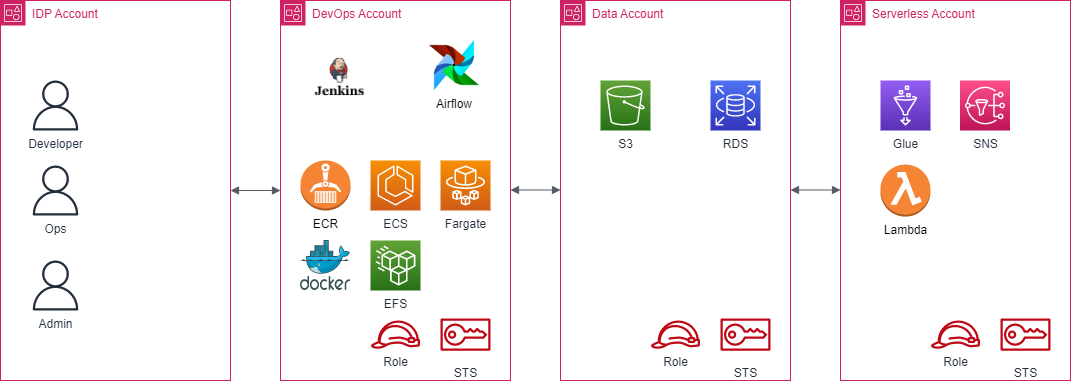 IDP Account
Developer
Ops
Admin
DevOps Account
Jenkins
Airflow
ECR
ECS
Fargate
docker
EFS
Role
STS
Data Account
S3
RDS
Role
STS
Serverless Account
Glue
SNS
Lambda
Role
STS